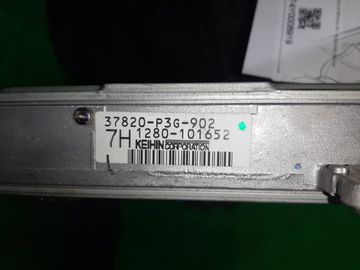 37820-P3G-902
7H 1280-101652
KEIHIN CORPORATION